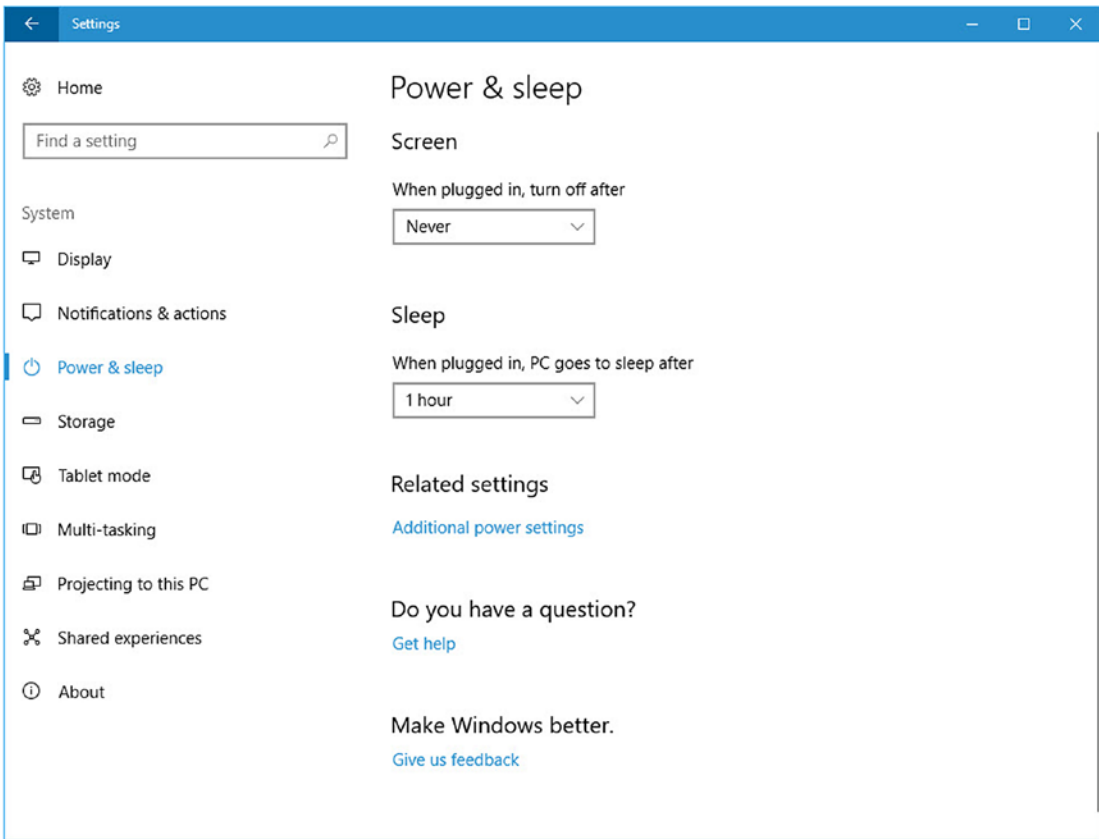 Settings
Home
Find a setting
System
Display
Notifications & actions
Power & sleep
Storage
Tablet mode
Multi-tasking
Projecting to this PC
Shared experiences
About
Power & sleep
Screen
When plugged in, turn off after
Never
Sleep
When plugged in, PC goes to sleep after
1 hour
Related settings
Additional power settings
Do you have a question?
Get help
Make Windows better.
Give us feedback